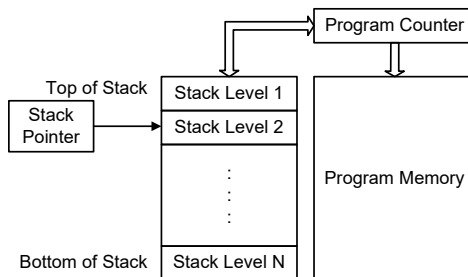 Program Counter
Top of Stack
Stack Level 1
Stack
Pointer
Stack Level 2
Program Memory
Bottom of Stack
Stack Level N